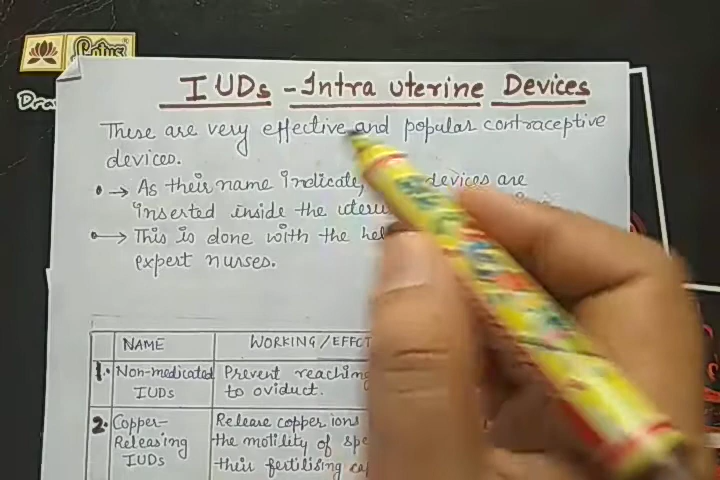 Lotus
Dra
IUDs - Intra uterine Devices
These are very effective and popular contraceptive
devices.
→ As their name indicate, devices are
inserted inside the
→ This is done with the
expert nurses.
NAME
WORKING/
1. Non-medicated
IUDs
Prevent reaching
to oviduct.
2. Copper-
Releasing
IUDs
Release copper ions
the motility of
their fertilising